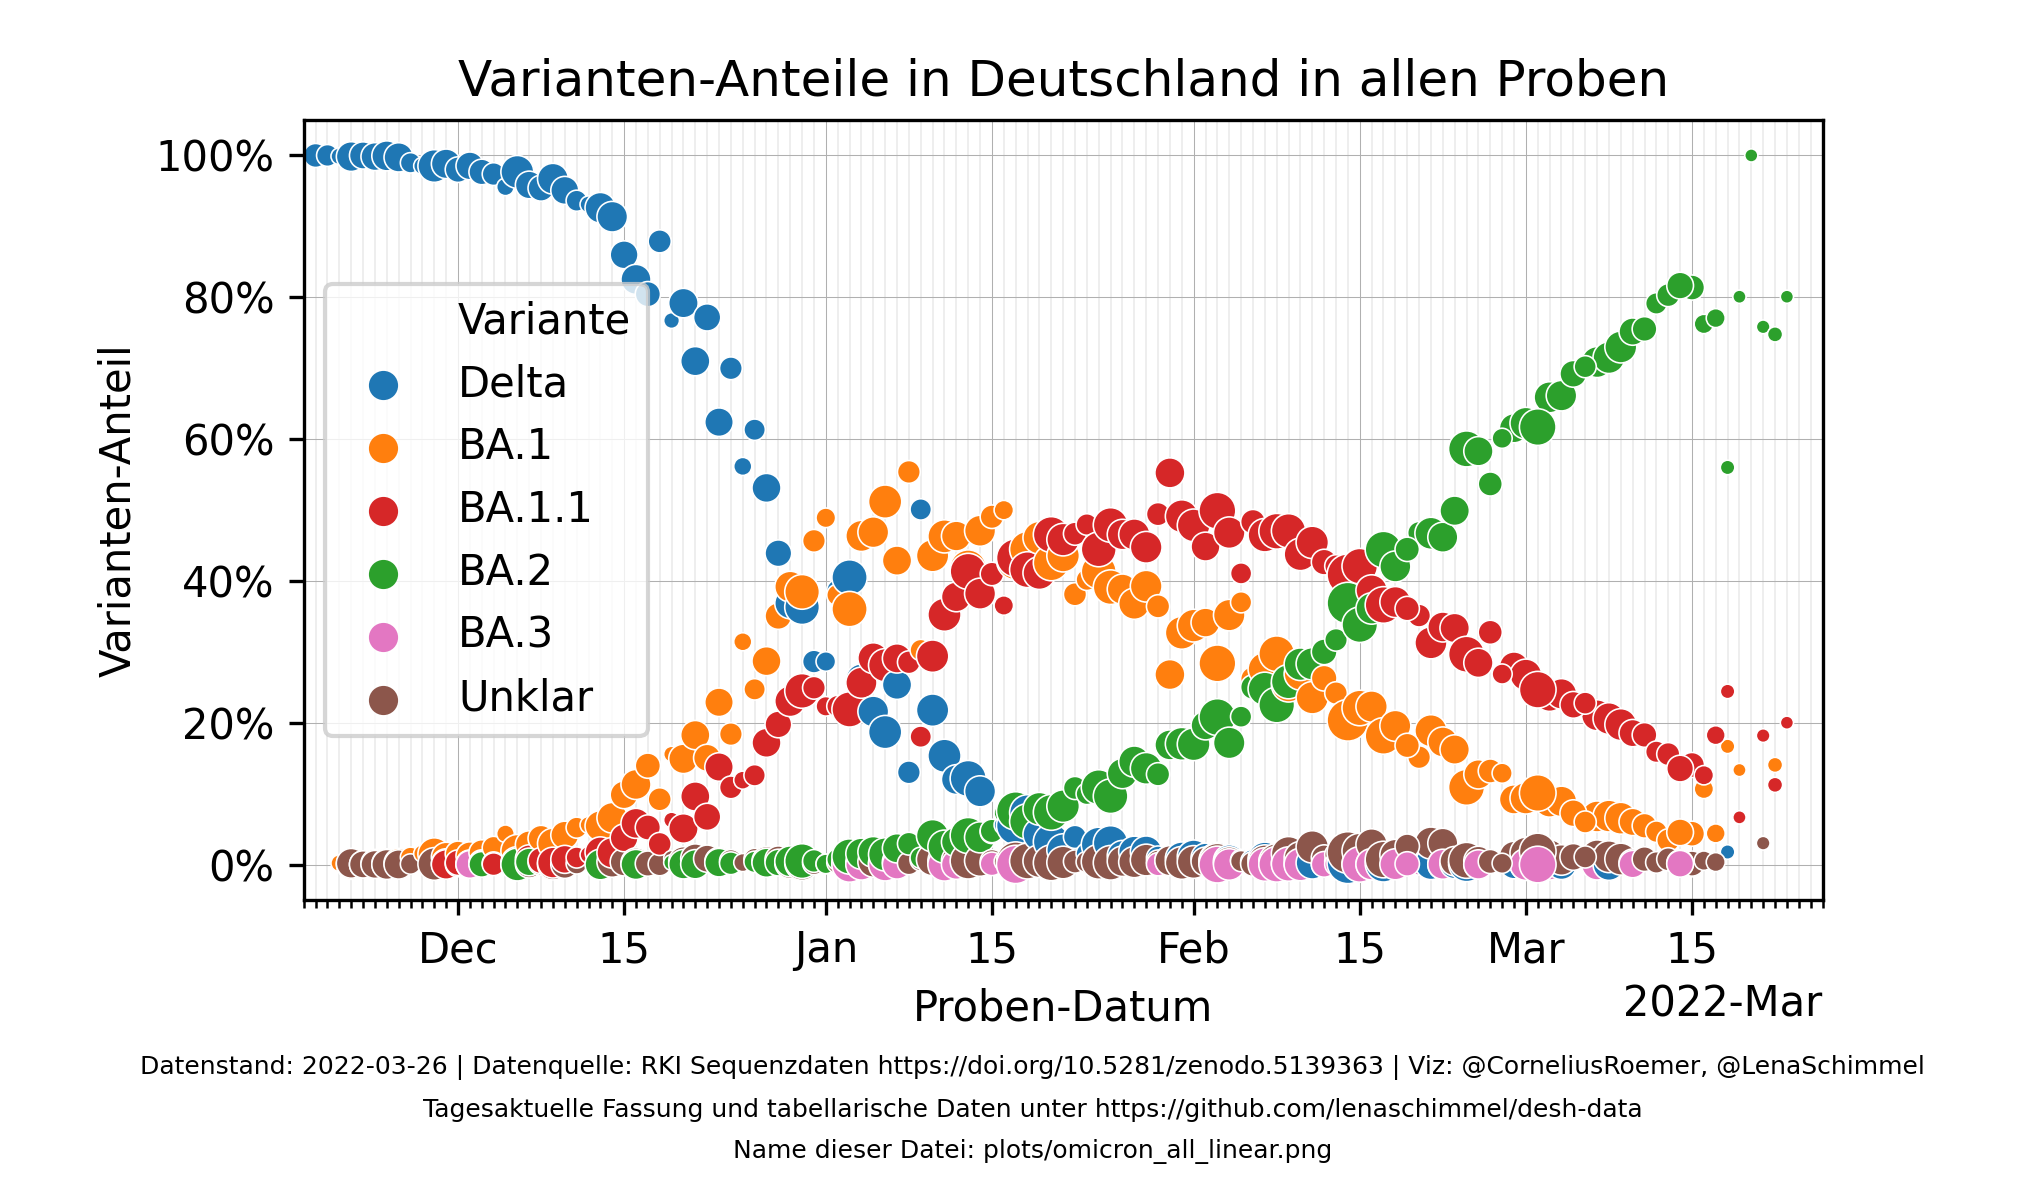 Varianten-Anteile in Deutschland in allen Proben
Varianten-Anteil
100%
80%
60%
40%
20%
0%
Variante
Delta
BA.1
BA.1.1
BA.2
BA.3
Unklar
Dec 15 Jan 15 Feb 15 Mar 15
2022-Mar
Proben-Datum
Datenstand: 2022-03-26 | Datenquelle: RKI Sequenzdaten https://doi.org/10.5281/zenodo.5139363 | Viz: @CorneliusRoemer, @LenaSchimmel
Tagesaktuelle Fassung und tabellarische Daten unter https://github.com/lenaschimmel/desh-data
Name dieser Datei: plots/omicron_all_linear.png